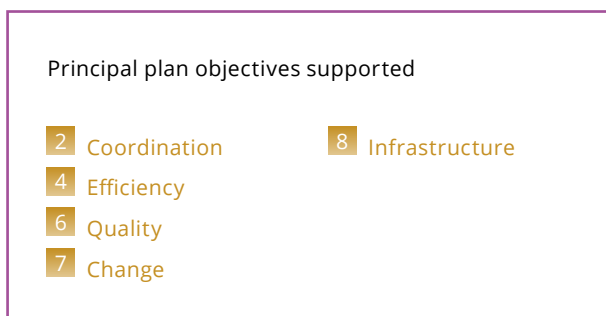 Principal plan objectives supported
2 Coordination
4 Efficiency
6 Quality
7 Change
8 Infrastructure